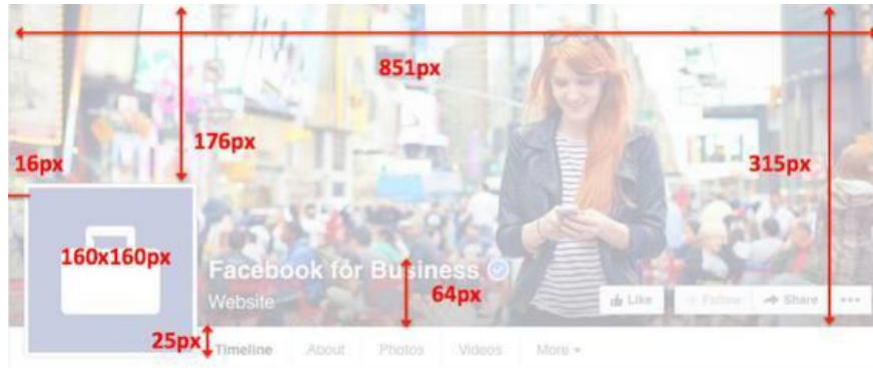 851px
176px
16px
315px
160x160px
Facebook for Business
64px
Website
Like
Follow
Share
25px
Timeline
About
Photos
Videos
More